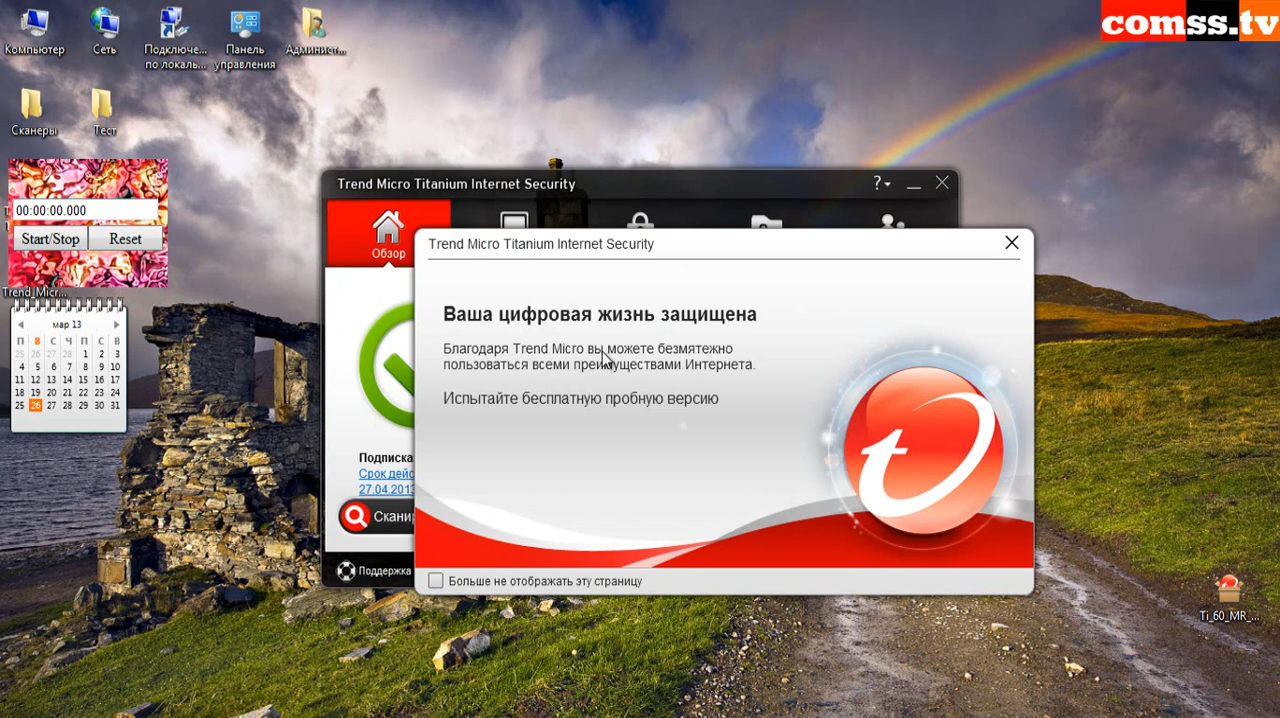 comss.tv
Компьютер
Сеть
Подключе...
по локаль...
Панель
управления
Админист...
Сканеры
Тест
00:00:00.000
Start/Stop
Reset
Trend_Micr...
мар 13
П В С Ч П С В
25 26 27 28 1 2 3
4 5 6 7 8 9 10
11 12 13 14 15 16 17
18 19 20 21 22 23 24
25 26 27 28 29 30 31
Trend Micro Titanium Internet Security
?
Обзор
Подписка
27.04.2013
Поддержка
Trend Micro Titanium Internet Security
Ваша цифровая жизнь защищена
Благодаря Trend Micro вы можете безмятежно
пользоваться всеми преимуществами Интернета.
Испытайте бесплатную пробную версию
Больше не отображать эту страницу
Ti_60_MR_...